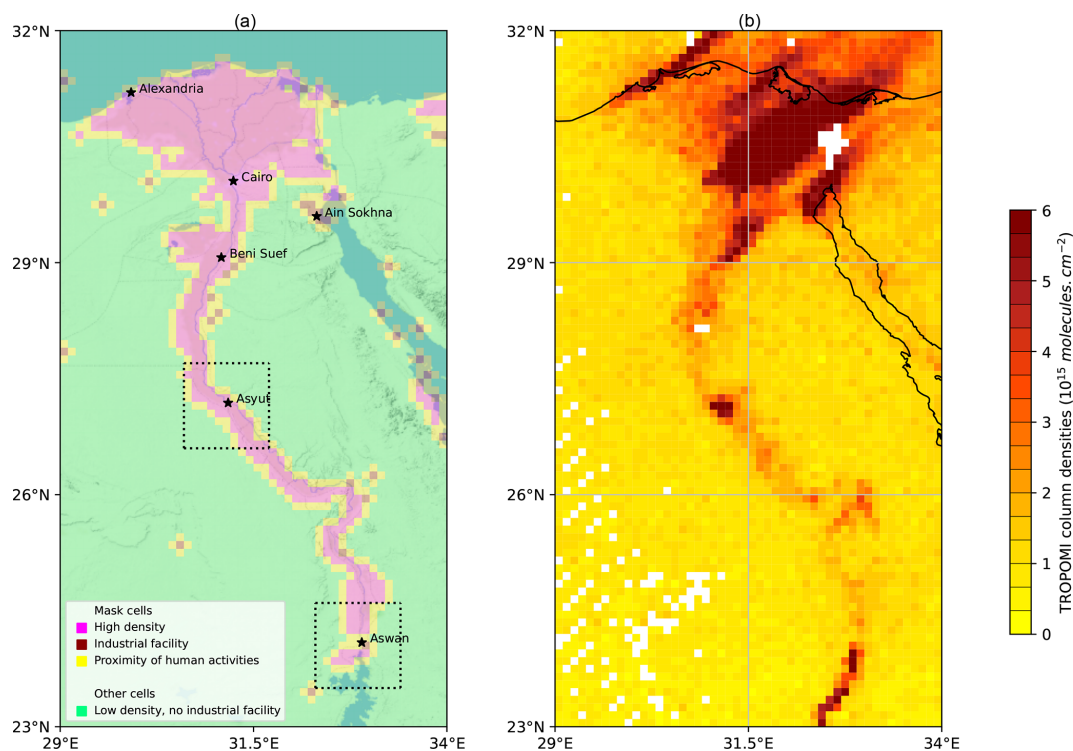 (a)
(b)
32°N
29°N
26°N
23°N
29°E
31.5°E
34°E
Alexandria
Cairo
Ain Sokhna
Beni Suef
Asyut
Aswan
Mask cells
High density
Industrial facility
Proximity of human activities
Other cells
Low density, no industrial facility
32°N
29°N
26°N
23°N
29°E
31.5°E
34°E
6
5
4
3
2
1
0
TROPOMI column densities (10¹⁵ molecules.cm⁻²)